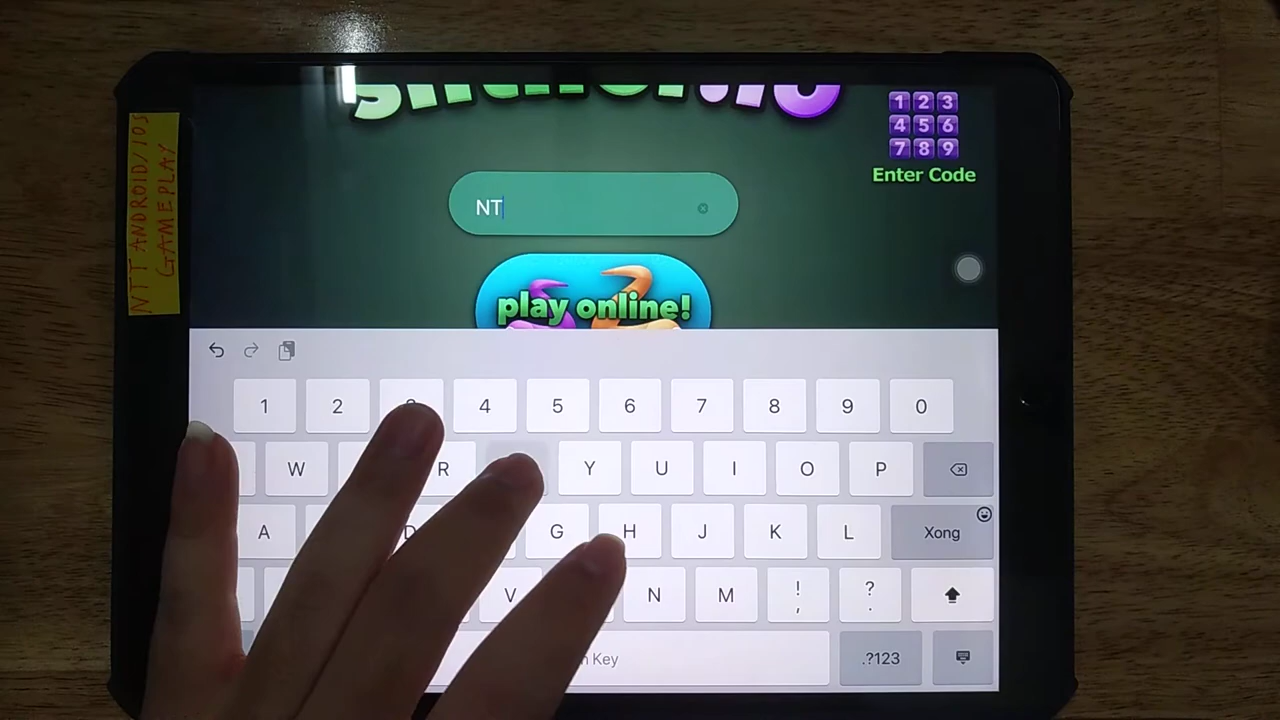 NTT ANDROID/IOS
GAMEPLAY
1 2 3
4 5 6
7 8 9
Enter Code
NT
play online!
1 2 4 5 6 7 8 9 0
W R Y U I O P
A D G H J K L Xong
V N M ! , ? .
Key .?123